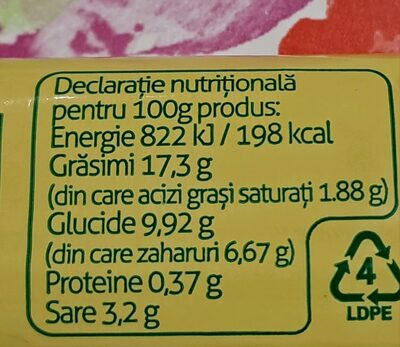 Declarație nutrițională
pentru 100g produs:
Energie 822 kJ / 198 kcal
Grăsimi 17,3 g
(din care acizi grași saturați 1.88 g)
Glucide 9,92 g
(din care zaharuri 6,67 g)
Proteine 0,37 g
Sare 3,2 g
4
LDPE